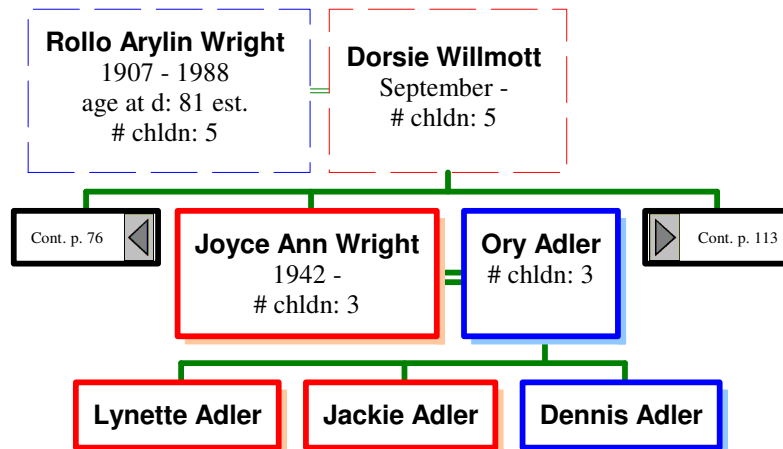 Rollo Arylin Wright
1907 - 1988
age at d: 81 est.
# chldn: 5
Dorsie Willmott
September -
# chldn: 5
Cont. p. 76
Joyce Ann Wright
1942 -
# chldn: 3
Ory Adler
# chldn: 3
Cont. p. 113
Lynette Adler
Jackie Adler
Dennis Adler